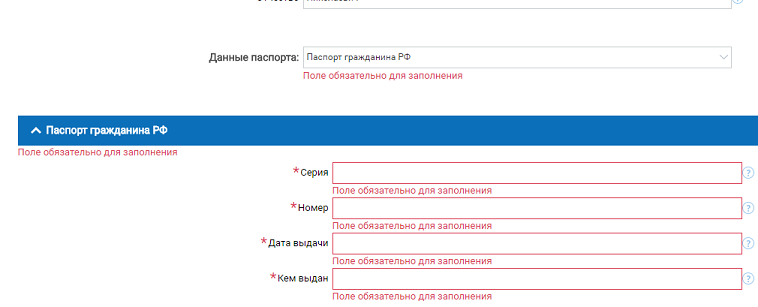 Данные паспорта: Паспорт гражданина РФ
Поле обязательно для заполнения
Паспорт гражданина РФ
Поле обязательно для заполнения
*Серия ?
Поле обязательно для заполнения
*Номер ?
Поле обязательно для заполнения
*Дата выдачи ?
Поле обязательно для заполнения
*Кем выдан ?
Поле обязательно для заполнения